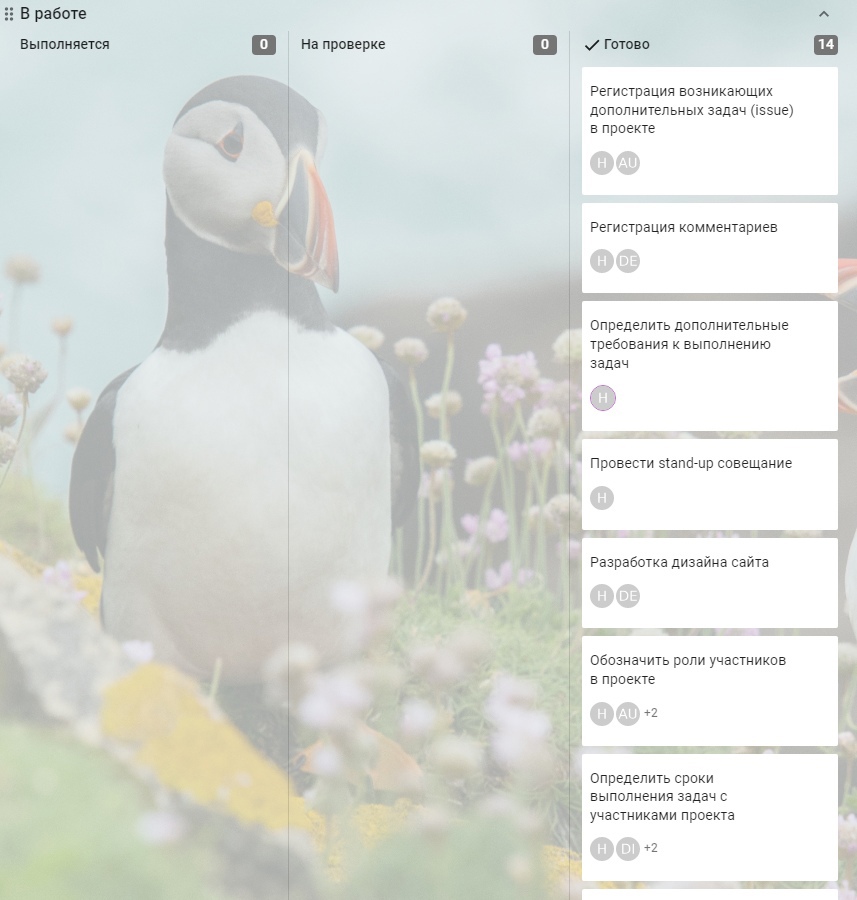 В работе
Выполняется
0
На проверке
0
Готово
14
Регистрация возникающих
дополнительных задач (issue)
в проекте
H AU
Регистрация комментариев
H DE
Определить дополнительные
требования к выполнению
задач
H
Провести stand-up совещание
H
Разработка дизайна сайта
H DE
Обозначить роли участников
в проекте
H AU +2
Определить сроки
выполнения задач с
участниками проекта
H DI +2